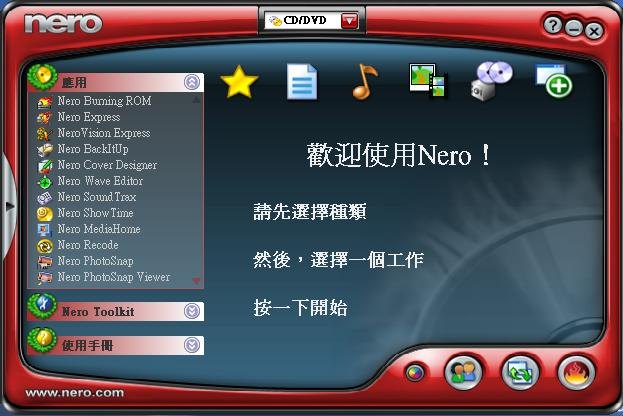 nero
CD/DVD
應用
Nero Burning ROM
Nero Express
NeroVision Express
Nero BackItUp
Nero Cover Designer
Nero Wave Editor
Nero SoundTrax
Nero ShowTime
Nero MediaHome
Nero Recode
Nero PhotoSnap
Nero PhotoSnap Viewer
Nero Toolkit
使用手冊
歡迎使用Nero！
請先選擇種類
然後，選擇一個工作
按一下開始
www.nero.com